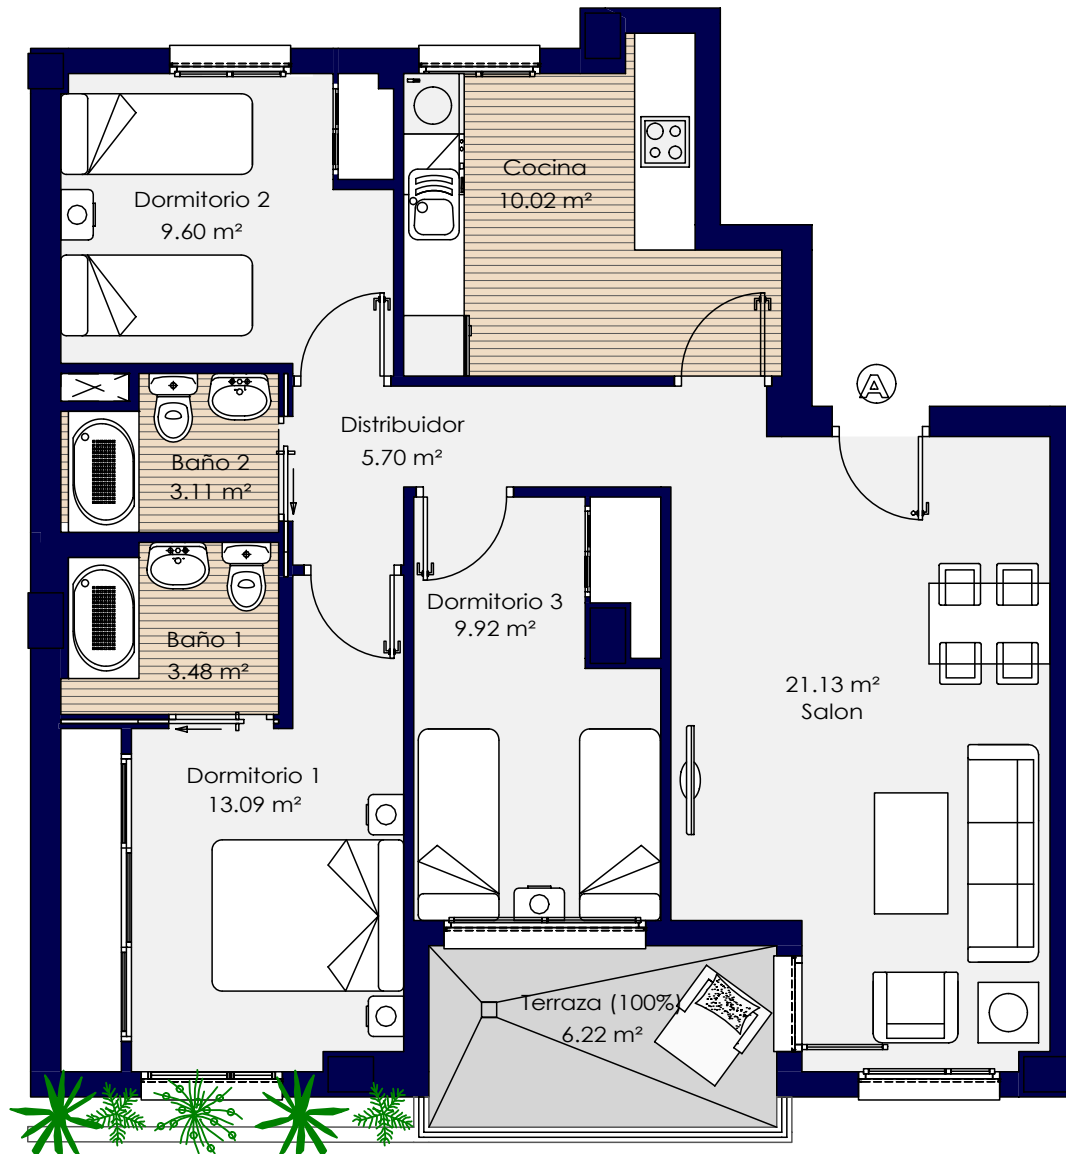 Cocina
10.02 m²
Dormitorio 2
9.60 m²
A
Distribuidor
5.70 m²
Baño 2
3.11 m²
Dormitorio 3
9.92 m²
Baño 1
3.48 m²
21.13 m²
Salon
Dormitorio 1
13.09 m²
Terraza (100%)
6.22 m²